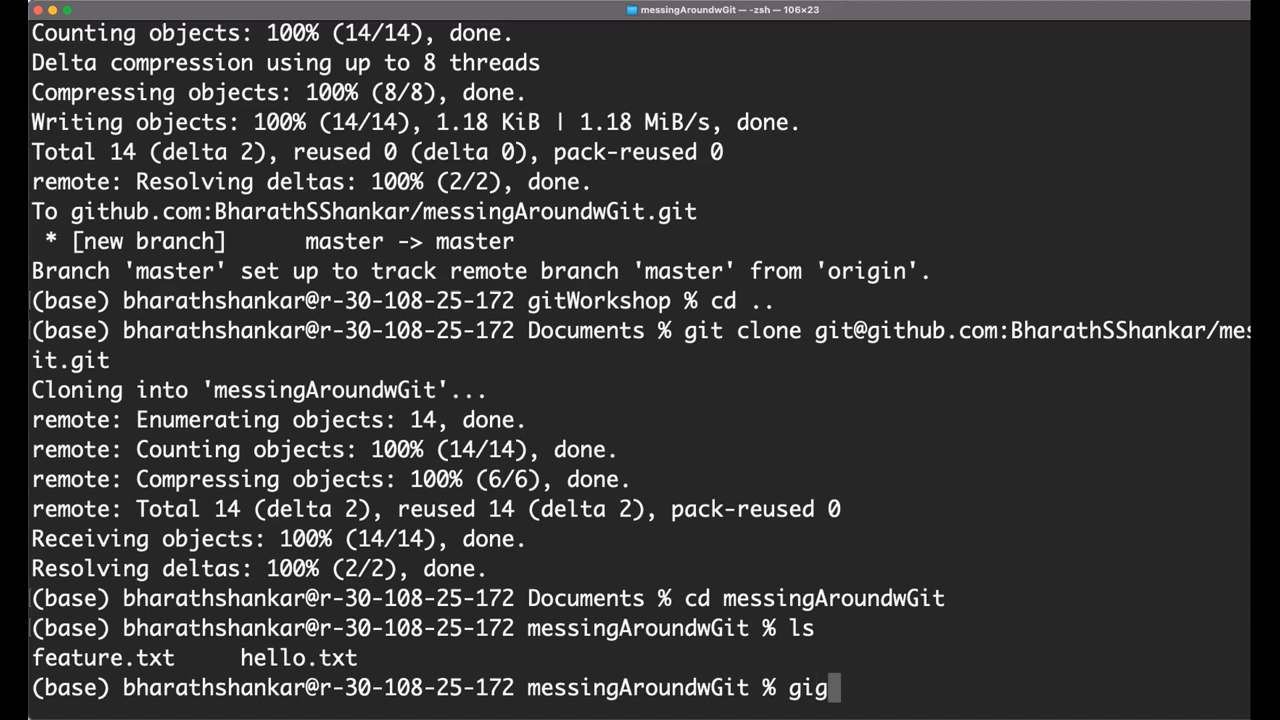 messingAroundwGit — -zsh — 106×23
Counting objects: 100% (14/14), done.
Delta compression using up to 8 threads
Compressing objects: 100% (8/8), done.
Writing objects: 100% (14/14), 1.18 KiB | 1.18 MiB/s, done.
Total 14 (delta 2), reused 0 (delta 0), pack-reused 0
remote: Resolving deltas: 100% (2/2), done.
To github.com:BharathSShankar/messingAroundwGit.git
 * [new branch]      master -> master
Branch 'master' set up to track remote branch 'master' from 'origin'.
(base) bharathshankar@r-30-108-25-172 gitWorkshop % cd ..
(base) bharathshankar@r-30-108-25-172 Documents % git clone git@github.com:BharathSShankar/mes
it.git
Cloning into 'messingAroundwGit'...
remote: Enumerating objects: 14, done.
remote: Counting objects: 100% (14/14), done.
remote: Compressing objects: 100% (6/6), done.
remote: Total 14 (delta 2), reused 14 (delta 2), pack-reused 0
Receiving objects: 100% (14/14), done.
Resolving deltas: 100% (2/2), done.
(base) bharathshankar@r-30-108-25-172 Documents % cd messingAroundwGit
(base) bharathshankar@r-30-108-25-172 messingAroundwGit % ls
feature.txt     hello.txt
(base) bharathshankar@r-30-108-25-172 messingAroundwGit % gig